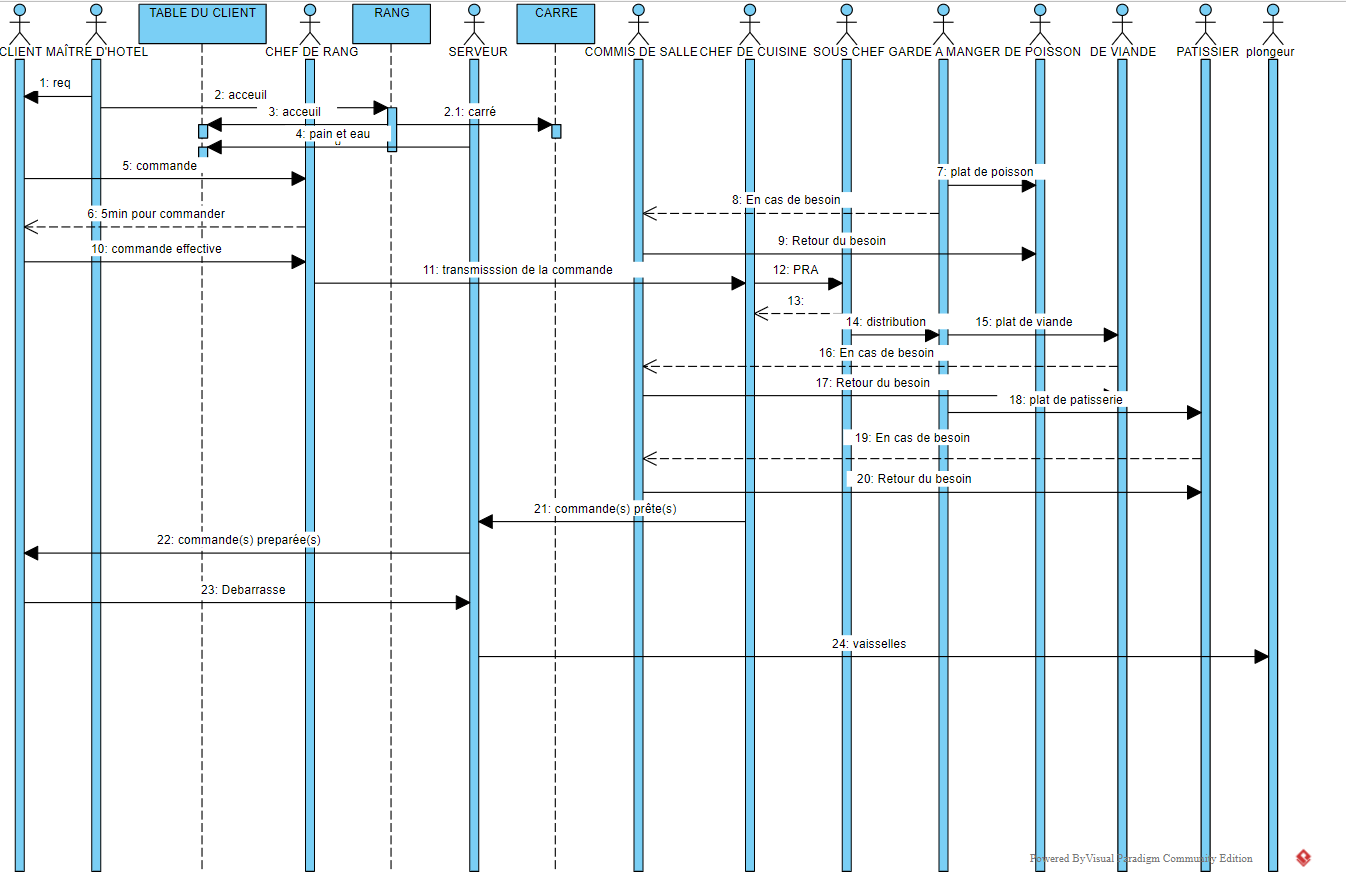 TABLE DU CLIENT
RANG
CARRE
CLIENT
MAÎTRE D'HOTEL
CHEF DE RANG
SERVEUR
COMMIS DE SALLE
CHEF DE CUISINE
SOUS CHEF
GARDE A MANGER
DE POISSON
DE VIANDE
PATISSIER
plongeur
1: req
2: acceuil
3: acceuil
2.1: carré
4: pain et eau
5: commande
7: plat de poisson
8: En cas de besoin
6: 5min pour commander
9: Retour du besoin
10: commande effective
11: transmisssion de la commande
12: PRA
13:
14: distribution
15: plat de viande
16: En cas de besoin
17: Retour du besoin
18: plat de patisserie
19: En cas de besoin
20: Retour du besoin
21: commande(s) prête(s)
22: commande(s) preparée(s)
23: Debarrasse
24: vaisselles
Powered ByVisual Paradigm Community Edition